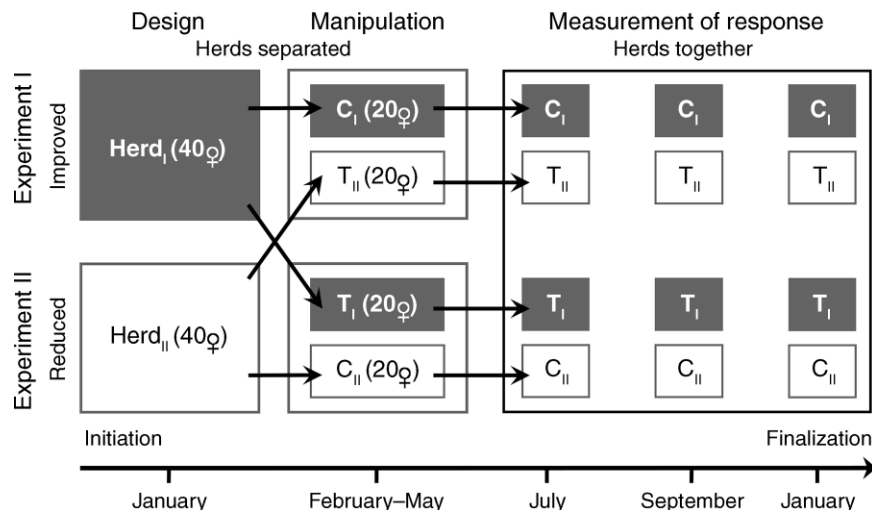 Design Manipulation Measurement of response
Herds separated Herds together
Experiment I
Improved
Herd_I (40♀)
C_I (20♀) C_I C_I C_I
T_II (20♀) T_II T_II T_II
Experiment II
Reduced
Herd_II (40♀)
T_I (20♀) T_I T_I T_I
C_II (20♀) C_II C_II C_II
Initiation Finalization
January February–May July September January